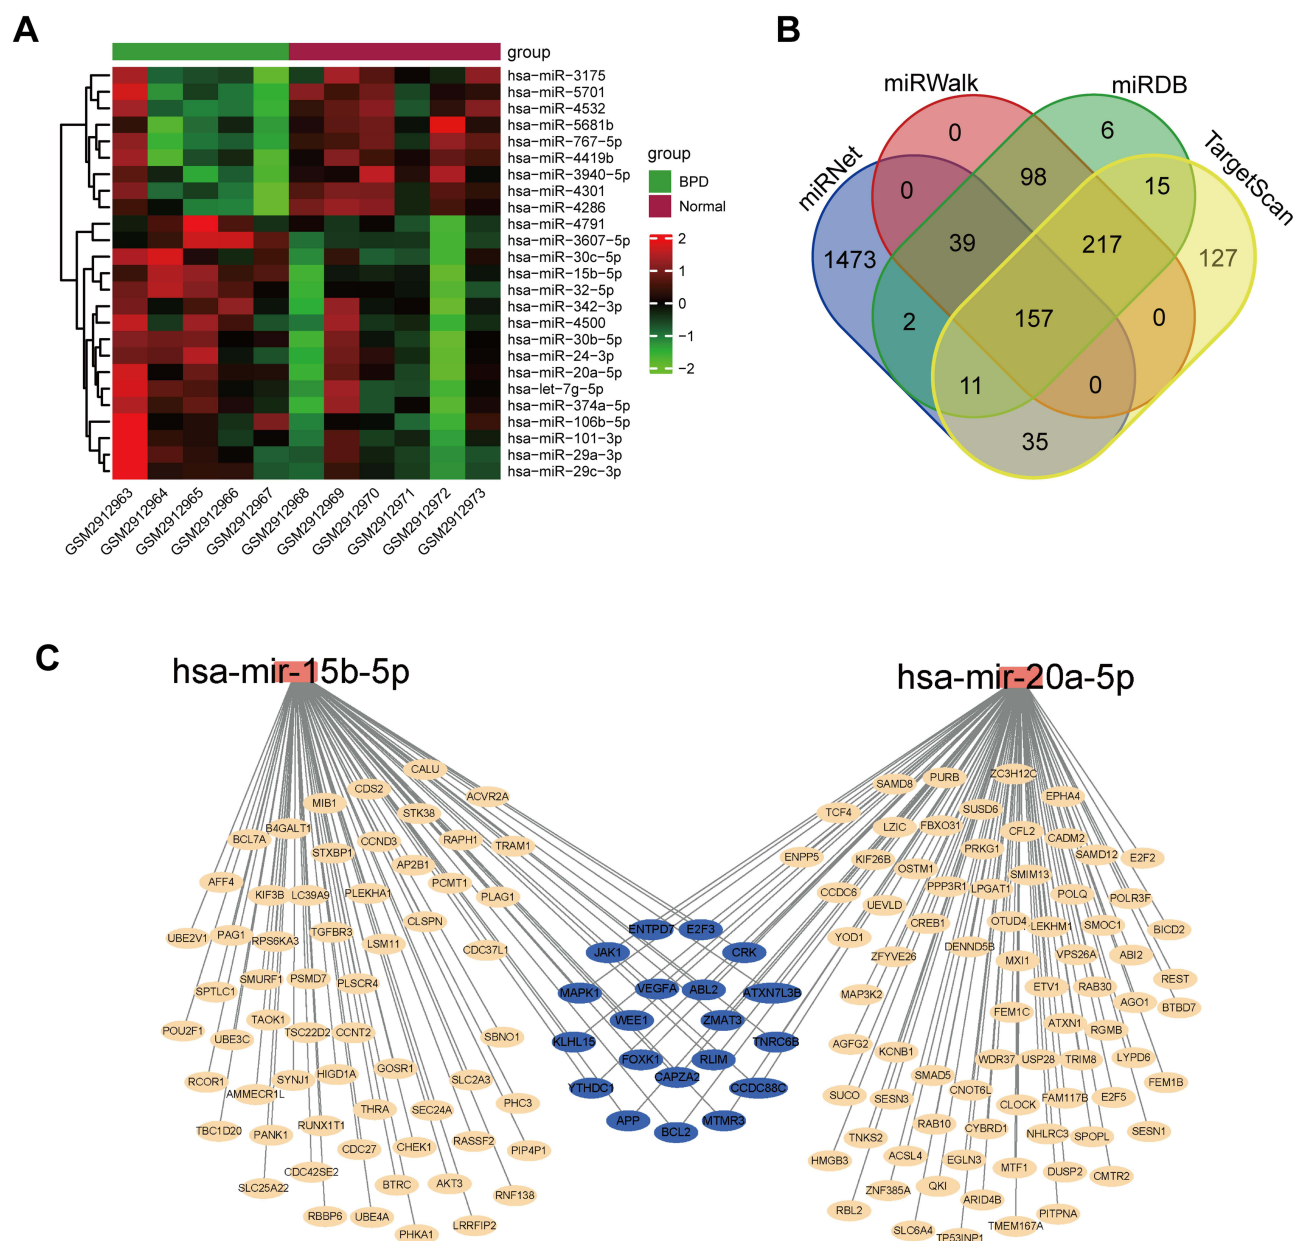 A
group
hsa-miR-3175
hsa-miR-5701
hsa-miR-4532
hsa-miR-5681b
hsa-miR-767-5p
hsa-miR-4419b
hsa-miR-3940-5p
hsa-miR-4301
hsa-miR-4286
hsa-miR-4791
hsa-miR-3607-5p
hsa-miR-30c-5p
hsa-miR-15b-5p
hsa-miR-32-5p
hsa-miR-342-3p
hsa-miR-4500
hsa-miR-30b-5p
hsa-miR-24-3p
hsa-miR-20a-5p
hsa-let-7g-5p
hsa-miR-374a-5p
hsa-miR-106b-5p
hsa-miR-101-3p
hsa-miR-29a-3p
hsa-miR-29c-3p
GSM2912963 GSM2912964 GSM2912965 GSM2912966 GSM2912967 GSM2912968 GSM2912969 GSM2912970 GSM2912971 GSM2912972 GSM2912973
group
BPD
Normal
2
1
0
-1
-2
B
miRNet miRWalk miRDB TargetScan
0 6
0 98 15
1473 39 217 127
2 157 0
11 0
35
C
hsa-mir-15b-5p
CALU
CDS2 ACVR2A
MIB1 STK38
B4GALT1
BCL7A CCND3 RAPH1 TRAM1
STXBP1 AP2B1
AFF4 KIF3B LC39A9 PLEKHA1 PCMT1 PLAG1
CLSPN
UBE2V1 PAG1 RPS6KA3 TGFBR3 LSM11 CDC37L1
SPTLC1 SMURF1 PSMD7 PLSCR4
POU2F1 UBE3C TAOK1 TSC22D2 CCNT2 SBNO1
RCOR1 AMMECR1L SYNJ1 HIGD1A GOSR1 SLC2A3
TBC1D20 PANK1 RUNX1T1 THRA SEC24A PHC3
CDC27 CHEK1 RASSF2 PIP4P1
SLC25A22 CDC42SE2 BTRC AKT3 RNF138
RBBP6 UBE4A PHKA1 LRRFIP2
ENTPD7 E2F3
JAK1 CRK
MAPK1 VEGFA ABL2 ATXN7L3B
WEE1 ZMAT3
KLHL15 TNRC6B
FOXK1 RLIM
YTHDC1 CAPZA2 CCDC88C
APP MTMR3
BCL2
hsa-mir-20a-5p
SAMD8 PURB ZC3H12C
TCF4 SUSD6 EPHA4
LZIC FBXO31 CFL2 CADM2
ENPP5 KIF26B PRKG1 SAMD12 E2F2
OSTM1 SMIM13
CCDC6 UEVLD PPP3R1 LPGAT1 POLQ POLR3F
YOD1 CREB1 OTUD4 LEKHM1 SMOC1 BICD2
ZFYVE26 DENND5B MXI1 VPS26A ABI2
MAP3K2 ETV1 RAB30 REST
AGO1 BTBD7
FEM1C ATXN1 RGMB
AGFG2 KCNB1 WDR37 USP28 TRIM8 LYPD6
SUCO SESN3 SMAD5 CNOT6L FEM1B
CLOCK FAM117B E2F5
TNKS2 RAB10 CYBRD1 NHLRC3 SPOPL SESN1
HMGB3 ACSL4 EGLN3 MTF1 DUSP2 CMTR2
ZNF385A QKI ARID4B
RBL2 SLC6A4 TP53INP1 TMEM167A PITPNA